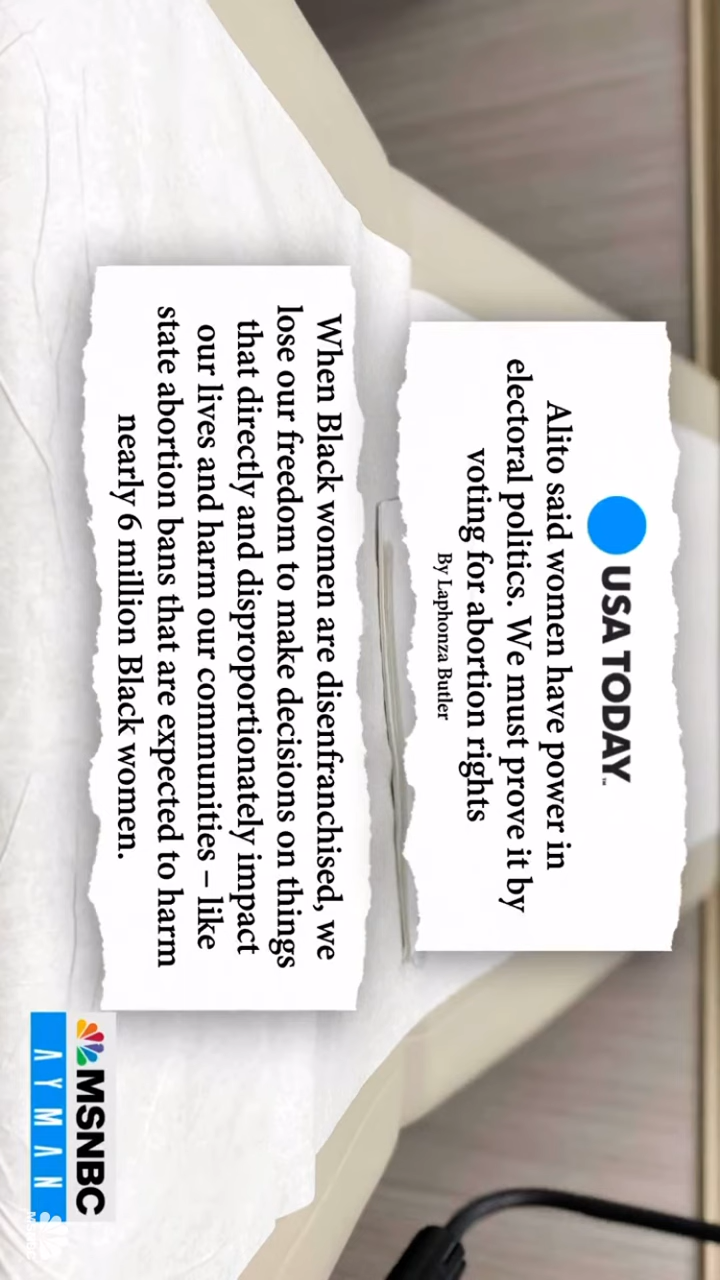 USA TODAY™
Alito said women have power in
electoral politics. We must prove it by
voting for abortion rights
By Laphonza Butler
When Black women are disenfranchised, we
lose our freedom to make decisions on things
that directly and disproportionately impact
our lives and harm our communities – like
state abortion bans that are expected to harm
nearly 6 million Black women.
MSNBC
AYMAN